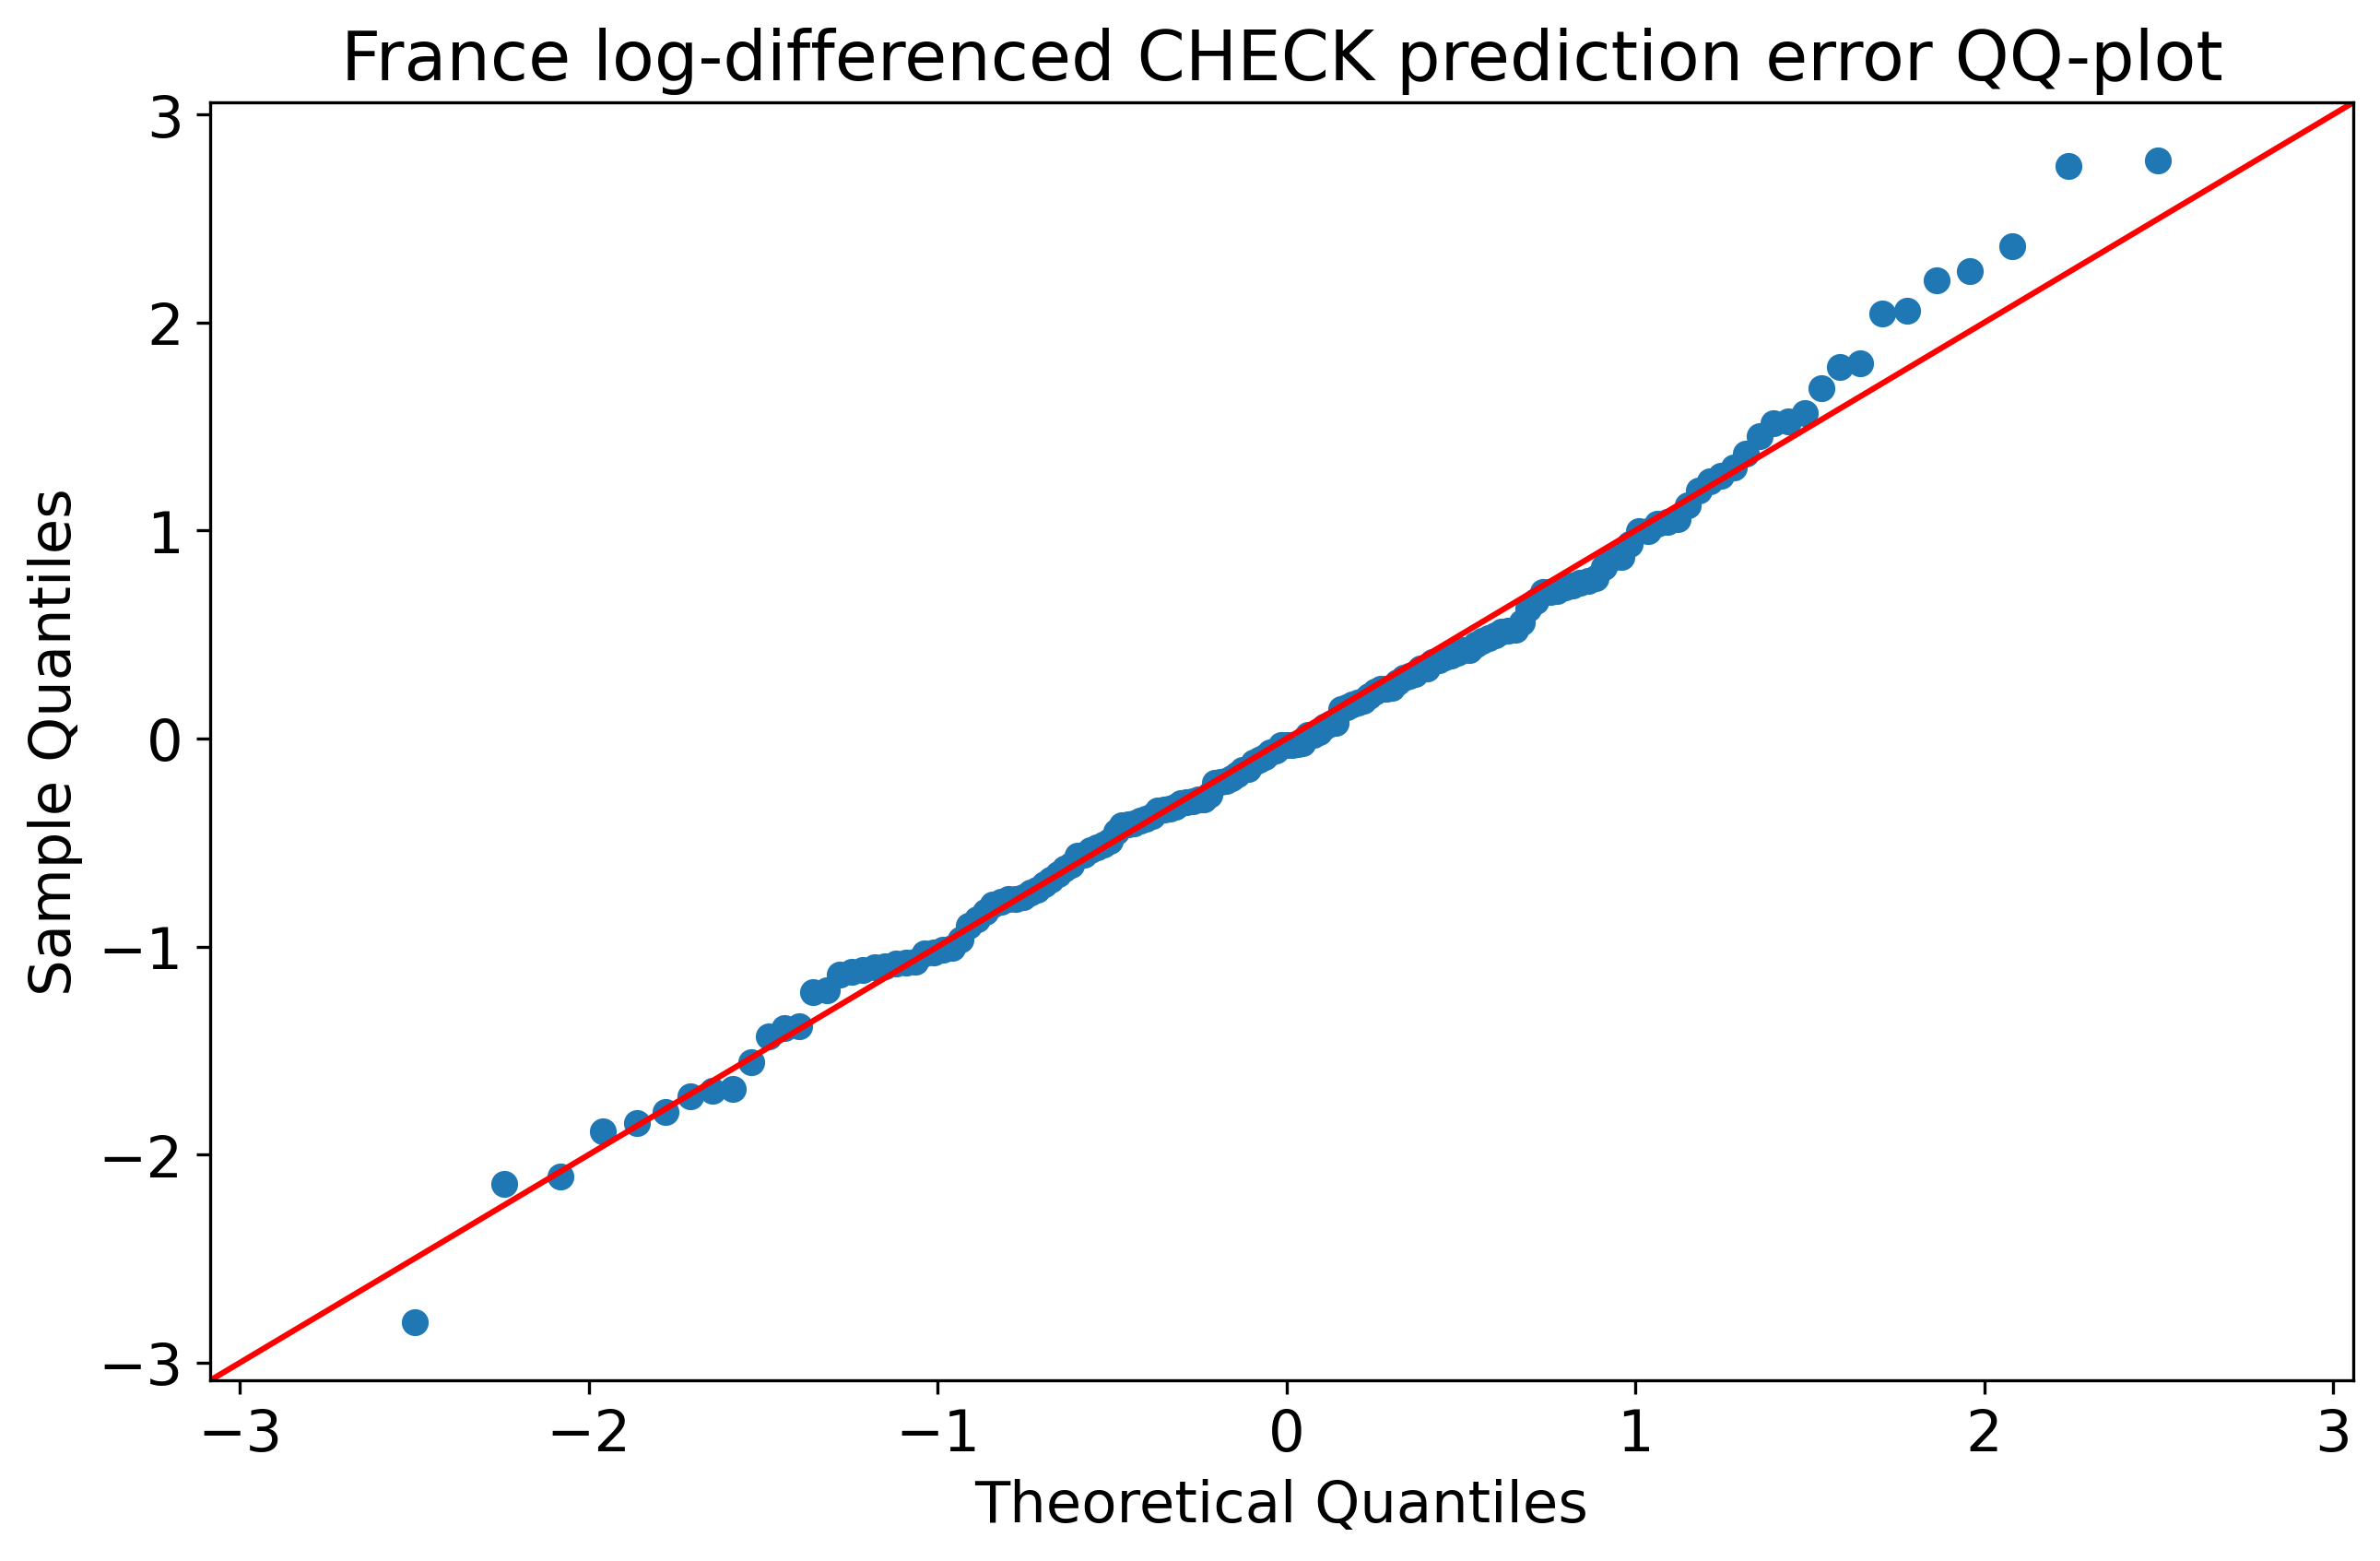 France log-differenced CHECK prediction error QQ-plot
3
2
1
0
−1
−2
−3
Sample Quantiles
−3 −2 −1 0 1 2 3
Theoretical Quantiles